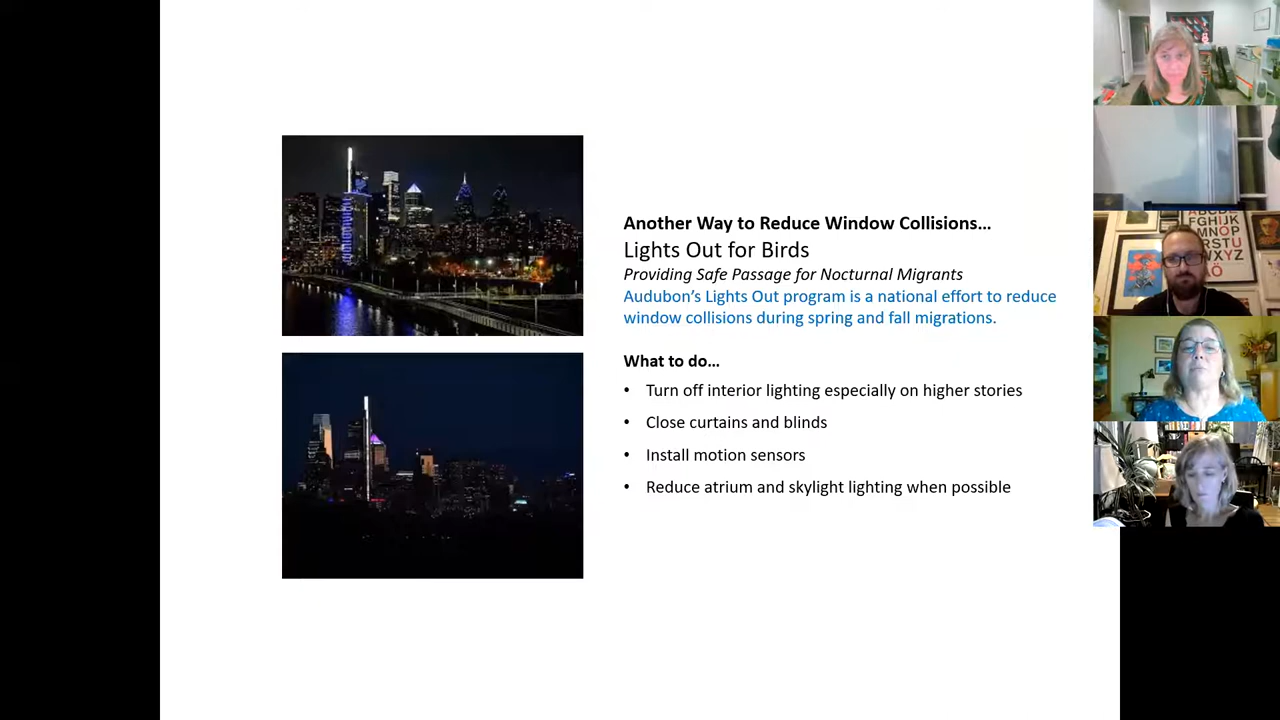 Another Way to Reduce Window Collisions…
Lights Out for Birds
Providing Safe Passage for Nocturnal Migrants
Audubon's Lights Out program is a national effort to reduce
window collisions during spring and fall migrations.
What to do…
• Turn off interior lighting especially on higher stories
• Close curtains and blinds
• Install motion sensors
• Reduce atrium and skylight lighting when possible